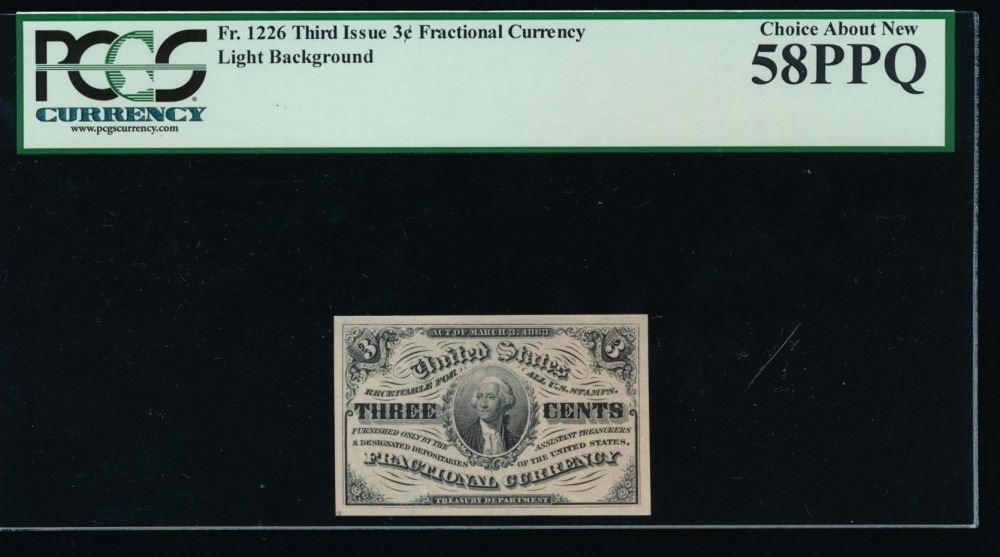 PCGS
CURRENCY
www.pcgscurrency.com
Fr. 1226 Third Issue 3¢ Fractional Currency
Light Background
Choice About New
58PPQ
ACT OF MARCH 3, 1863
3 United States 3
RECEIVABLE FOR ALL U.S. STAMPS.
THREE CENTS
FURNISHED ONLY BY THE ASSISTANT TREASURERS
& DESIGNATED DEPOSITARIES OF THE UNITED STATES.
FRACTIONAL CURRENCY
TREASURY DEPARTMENT